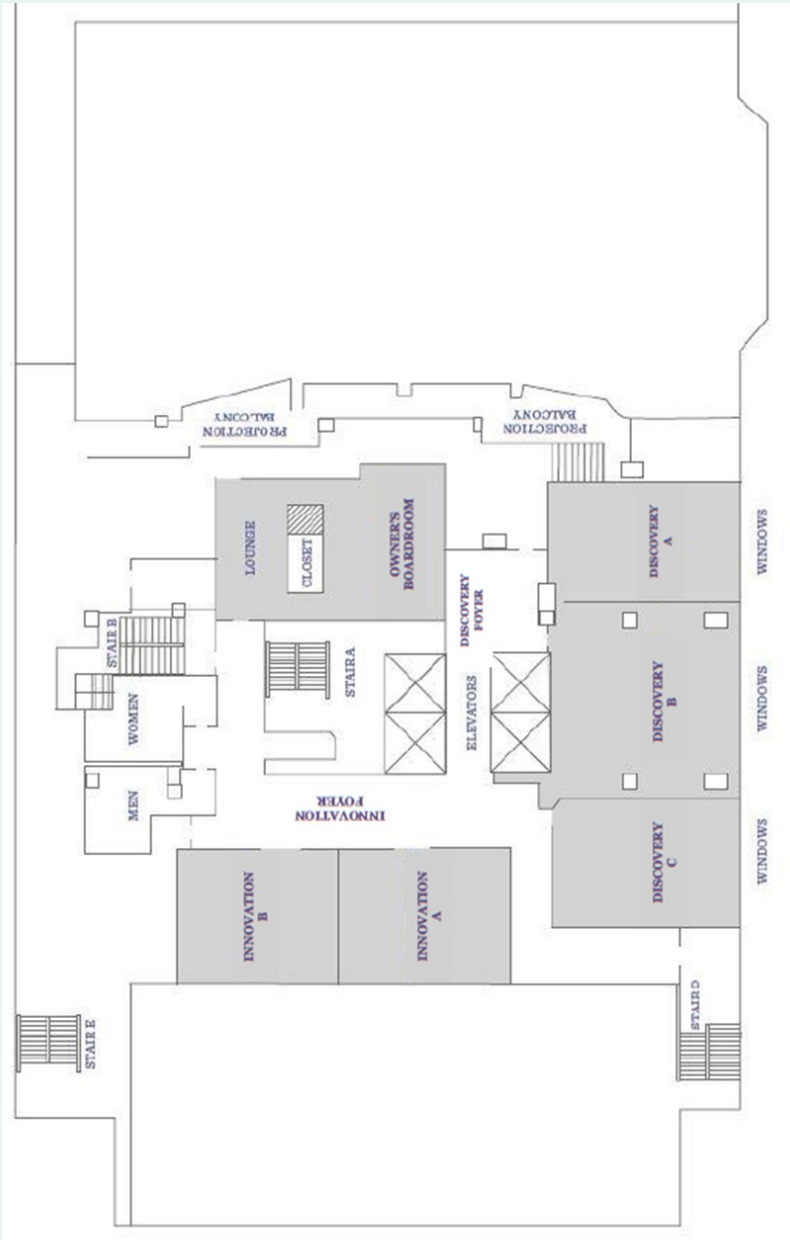 PROJECTION
BALCONY
PROJECTION
BALCONY
LOUNGE
CLOSET
OWNER'S
BOARDROOM
DISCOVERY
A
WINDOWS
DISCOVERY
FOYER
STAIR B
STAIR A
WOMEN
ELEVATORS
DISCOVERY
B
WINDOWS
MEN
INNOVATION
FOYER
DISCOVERY
C
WINDOWS
INNOVATION
B
INNOVATION
A
STAIR E
STAIR D